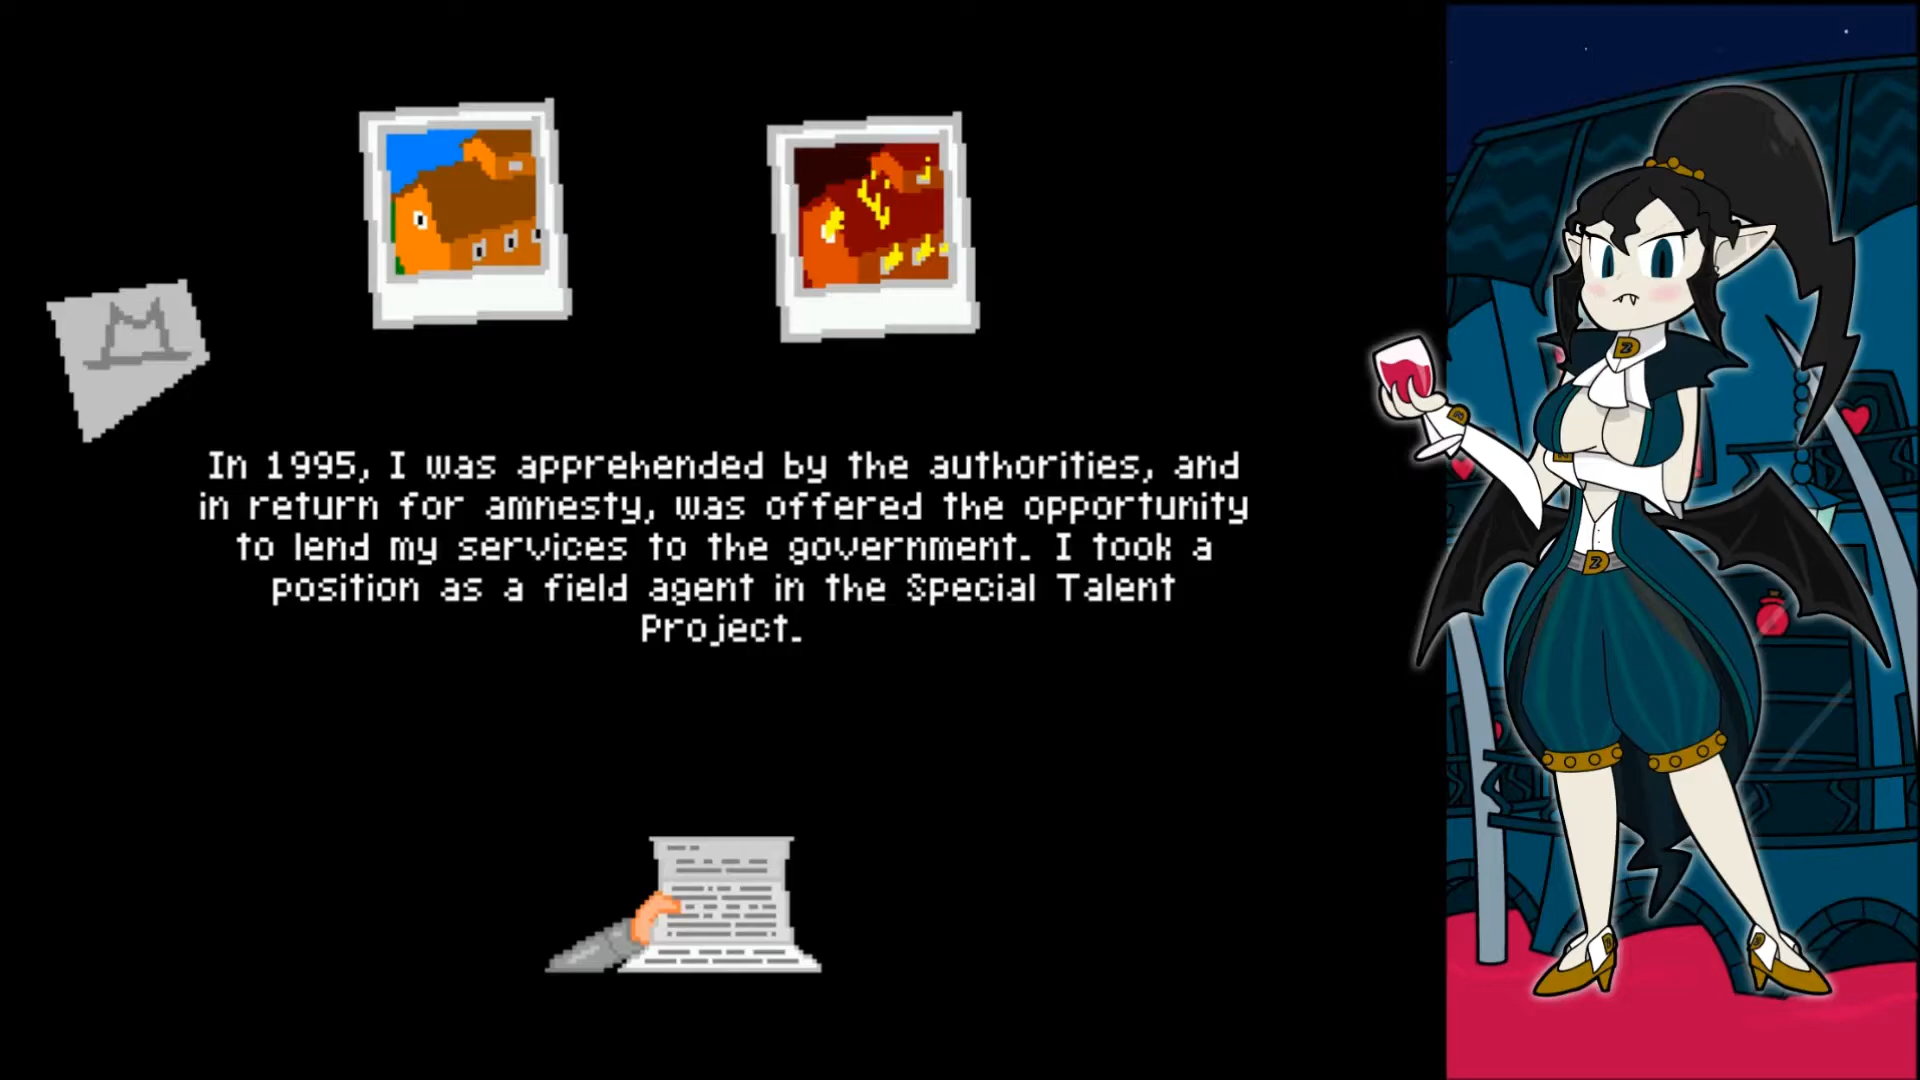 In 1995, I was apprehended by the authorities, and
in return for amnesty, was offered the opportunity
to lend my services to the government. I took a
position as a field agent in the Special Talent
Project.